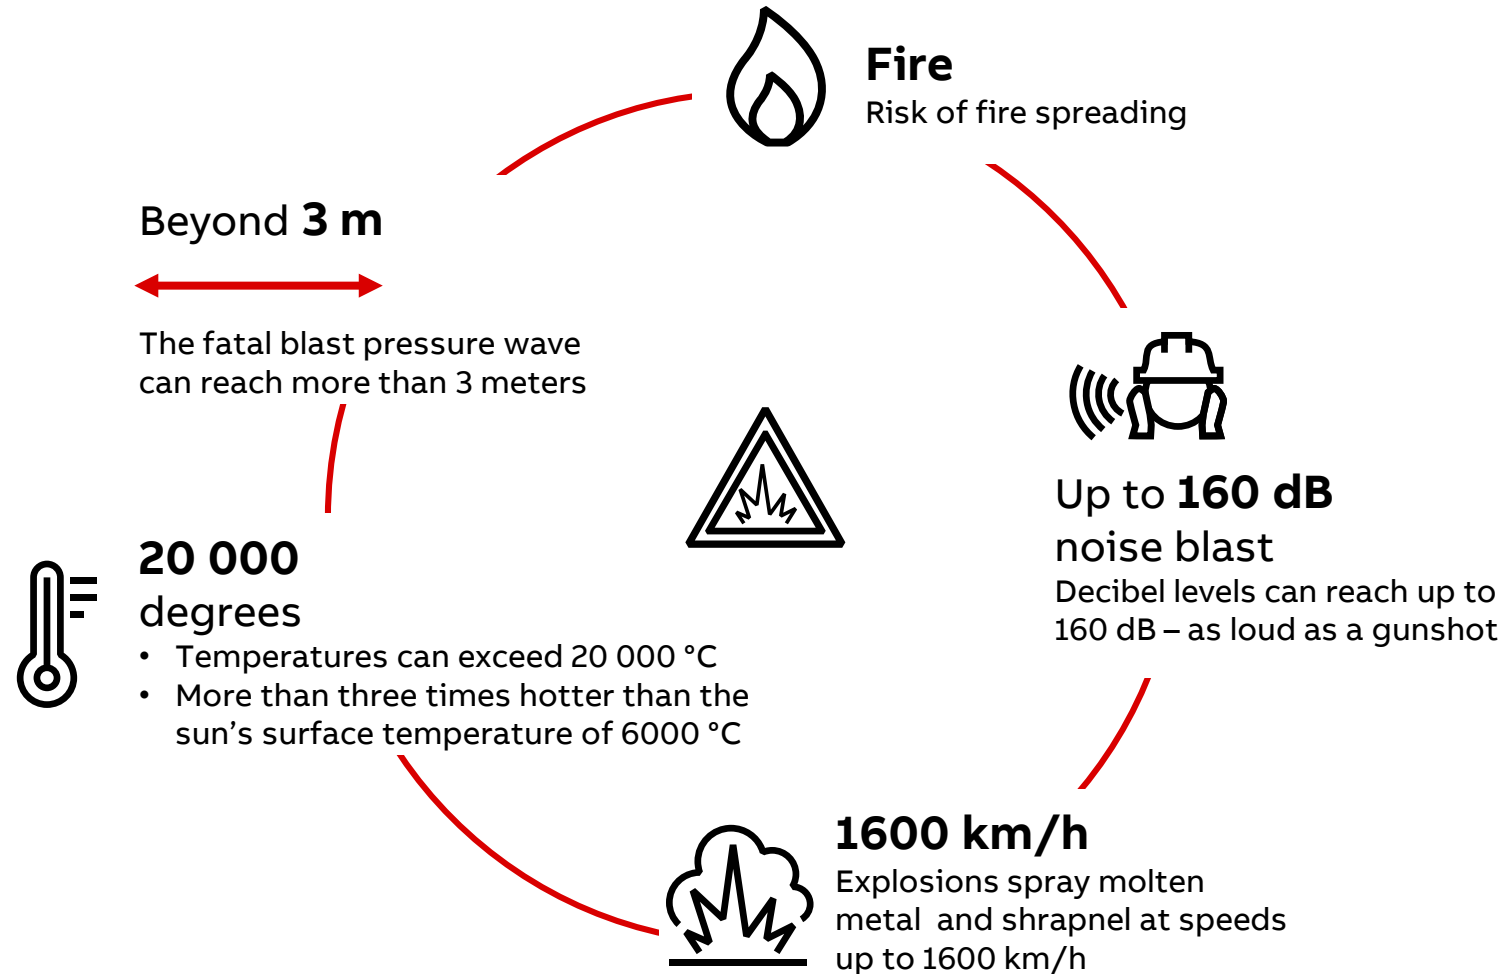 Fire
Risk of fire spreading
Beyond 3 m
The fatal blast pressure wave
can reach more than 3 meters
Up to 160 dB
noise blast
Decibel levels can reach up to
160 dB – as loud as a gunshot
20 000
degrees
• Temperatures can exceed 20 000 °C
• More than three times hotter than the
sun’s surface temperature of 6000 °C
1600 km/h
Explosions spray molten
metal  and shrapnel at speeds
up to 1600 km/h